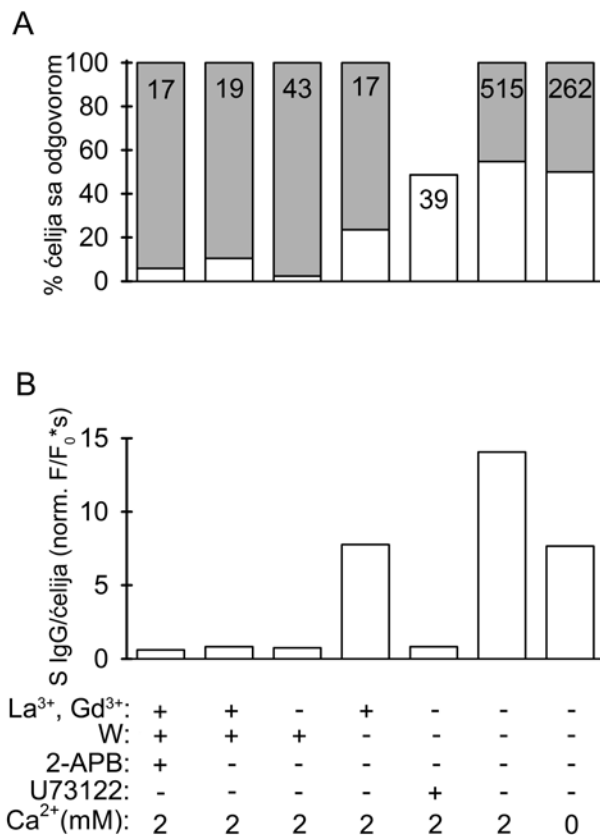 A
% ćelija sa odgovorom
100
80
60
40
20
0
17 19 43 17 39 515 262
B
S IgG/ćelija (norm. F/F₀*s)
15
10
5
0
La³⁺, Gd³⁺: + + - + - - -
W: + + + - - - -
2-APB: + - - - - - -
U73122: - - - - + - -
Ca²⁺(mM): 2 2 2 2 2 2 0